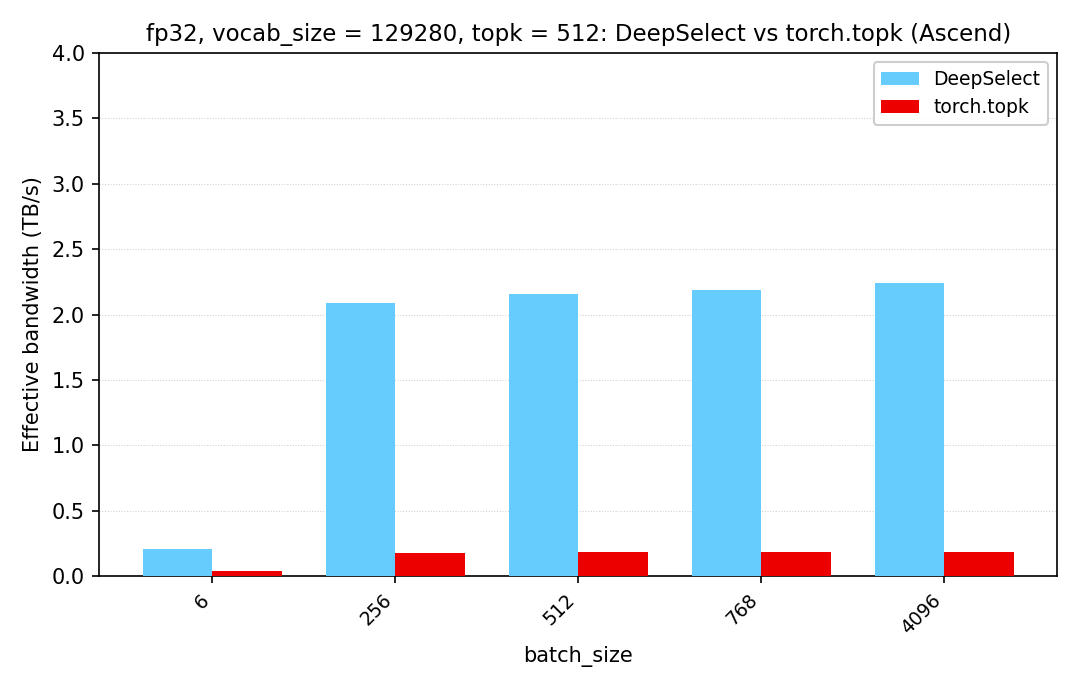 fp32, vocab_size = 129280, topk = 512: DeepSelect vs torch.topk (Ascend)
DeepSelect
torch.topk
Effective bandwidth (TB/s)
4.0
3.5
3.0
2.5
2.0
1.5
1.0
0.5
0.0
6
256
512
768
4096
batch_size